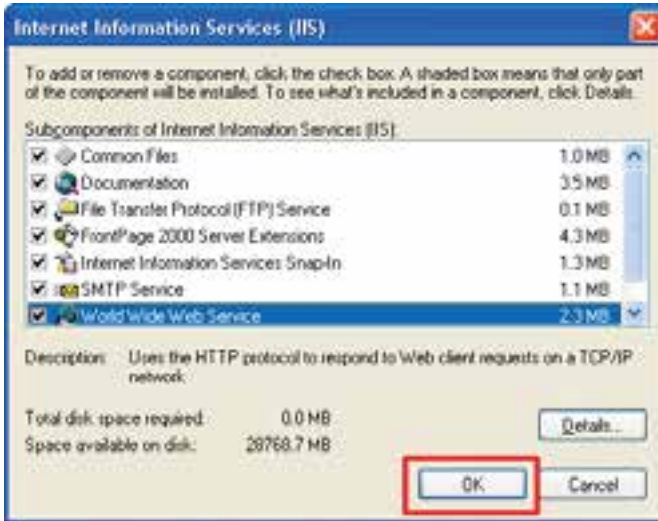 Internet Information Services (IIS)
To add or remove a component, click the check box. A shaded box means that only part
of the component will be installed. To see what's included in a component, click Details.
Subcomponents of Internet Information Services (IIS):
Common Files 1.0 MB
Documentation 3.5 MB
File Transfer Protocol (FTP) Service 0.1 MB
FrontPage 2000 Server Extensions 4.3 MB
Internet Information Services Snap-In 1.3 MB
SMTP Service 1.1 MB
World Wide Web Service 2.3 MB
Description: Uses the HTTP protocol to respond to Web client requests on a TCP/IP
network
Total disk space required: 0.0 MB
Space available on disk: 28768.7 MB
Details...
OK Cancel